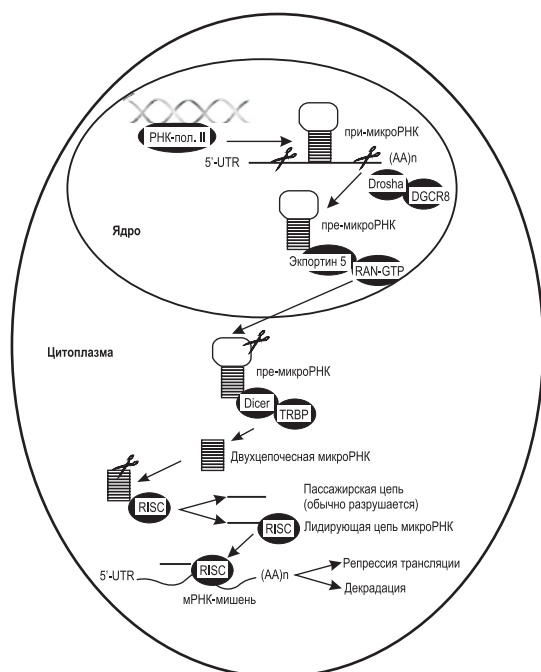 РНК-пол. II
при-микроРНК
5'-UTR
(AA)n
Drosha
DGCR8
пре-микроРНК
Ядро
Экпортин 5
RAN-GTP
Цитоплазма
пре-микроРНК
Dicer
TRBP
Двухцепочесная микроРНК
Пассажирская цепь
(обычно разрушается)
RISC
RISC
Лидирующая цепь микроРНК
5'-UTR
RISC
(AA)n
Репрессия трансляции
мРНК-мишень
Декрадация